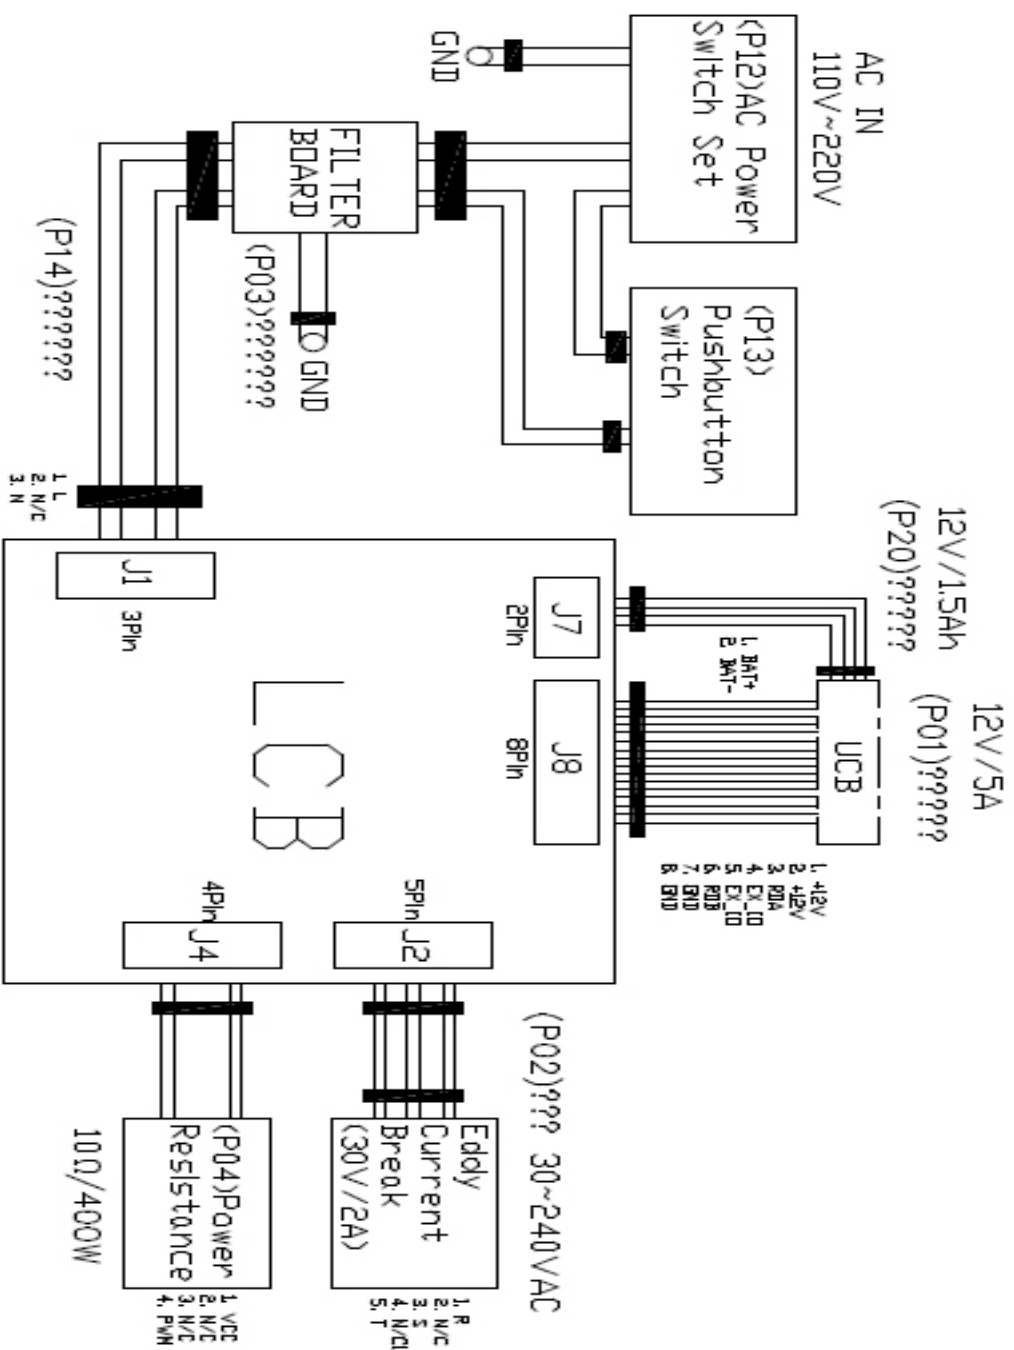 AC IN
110V~220V
(P12)AC Power
Switch Set
GND
(P13)
Pushbutton
Switch
FILTER
BOARD
GND
(P03)??????
(P14)??????
1. L
2. N/C
3. N
J1
3Pin
12V/1.5Ah
(P20)?????
12V/5A
(P01)?????
J7
2Pin
1. BAT+
2. BAT-
UCB
J8
8Pin
1. +12V
2. +12V
3. RDA
4. EX_CO
5. EX_CO
6. RDB
7. GND
8. GND
LCB
5Pin
J2
4Pin
J4
(P02)??? 30~240VAC
Eddy
Current
Break
(30V/2A)
1. R
2. N/C
3. S
4. N/CL
5. T
(P04)Power
Resistance
10Ω/400W
1. VCC
2. N/C
3. N/C
4. PWM